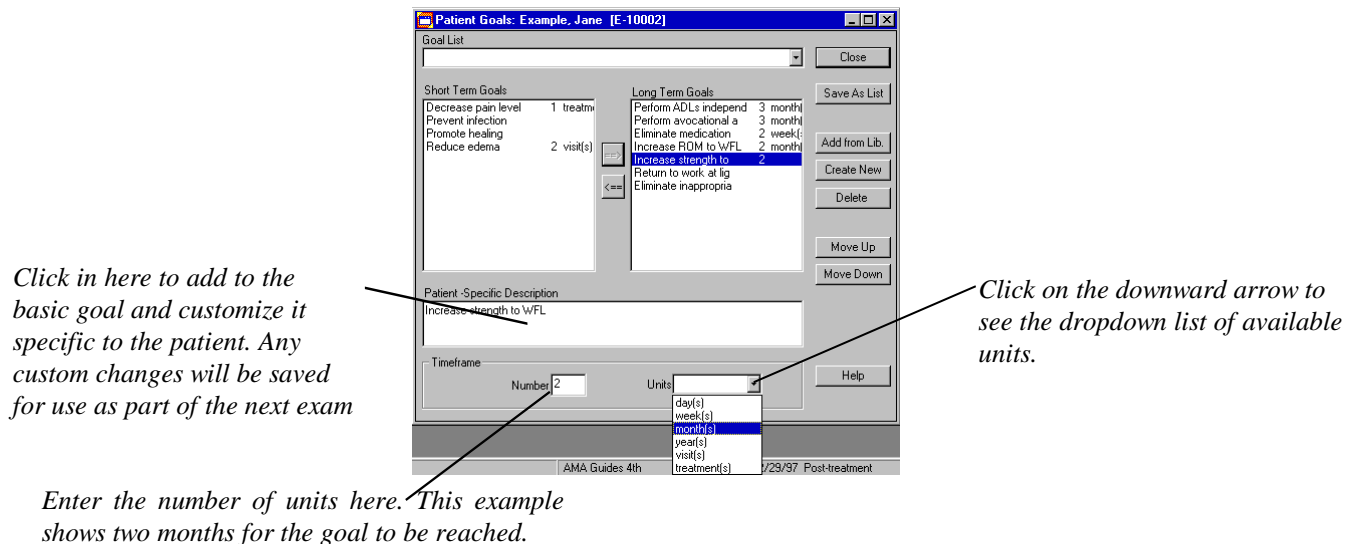 Patient Goals: Example, Jane [E-10002]
Goal List
Close
Short Term Goals
Long Term Goals
Save As List
Decrease pain level 1 treatm
Prevent infection
Promote healing
Reduce edema 2 visit(s)
==>
<==
Perform ADLs independ 3 month(
Perform avocational a 3 month(
Eliminate medication 2 week(s
Increase ROM to WFL 2 month(
Increase strength to 2
Return to work at lig
Eliminate inappropria
Add from Lib.
Create New
Delete
Move Up
Move Down
Patient -Specific Description
Increase strength to WFL
Timeframe
Number 2
Units
Help
day(s)
week(s)
month(s)
year(s)
visit(s)
treatment(s)
AMA Guides 4th
/29/97 Post-treatment
Click in here to add to the
basic goal and customize it
specific to the patient. Any
custom changes will be saved
for use as part of the next exam
Click on the downward arrow to
see the dropdown list of available
units.
Enter the number of units here. This example
shows two months for the goal to be reached.